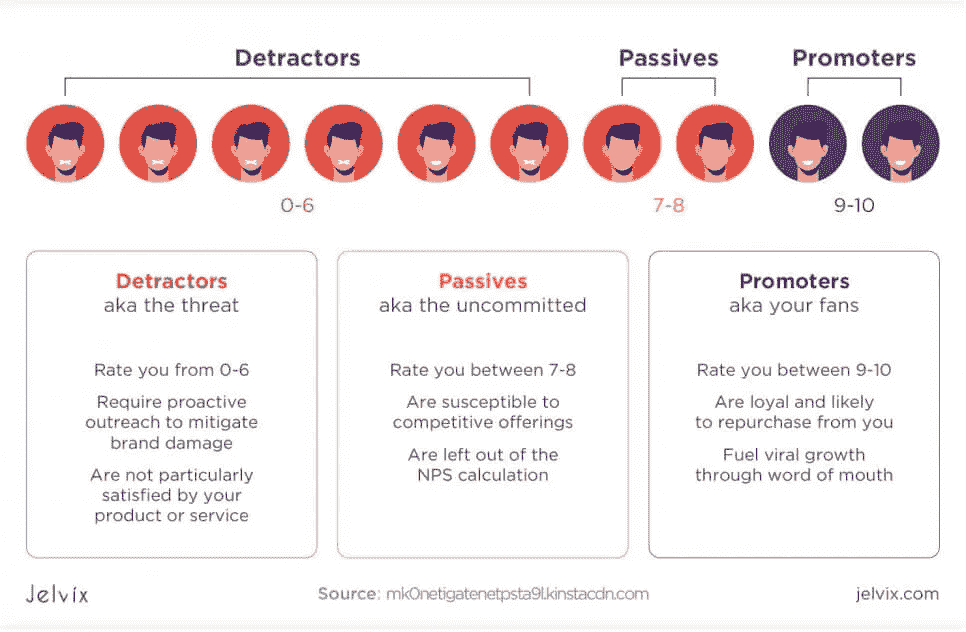 Detractors
Passives
Promoters
0-6
7-8
9-10
Detractors
aka the threat
Rate you from 0-6
Require proactive
outreach to mitigate
brand damage
Are not particularly
satisfied by your
product or service
Passives
aka the uncommitted
Rate you between 7-8
Are susceptible to
competitive offerings
Are left out of the
NPS calculation
Promoters
aka your fans
Rate you between 9-10
Are loyal and likely
to repurchase from you
Fuel viral growth
through word of mouth
Jelvix
Source: mk0netigatenetpsta9l.kinstacdn.com
jelvix.com